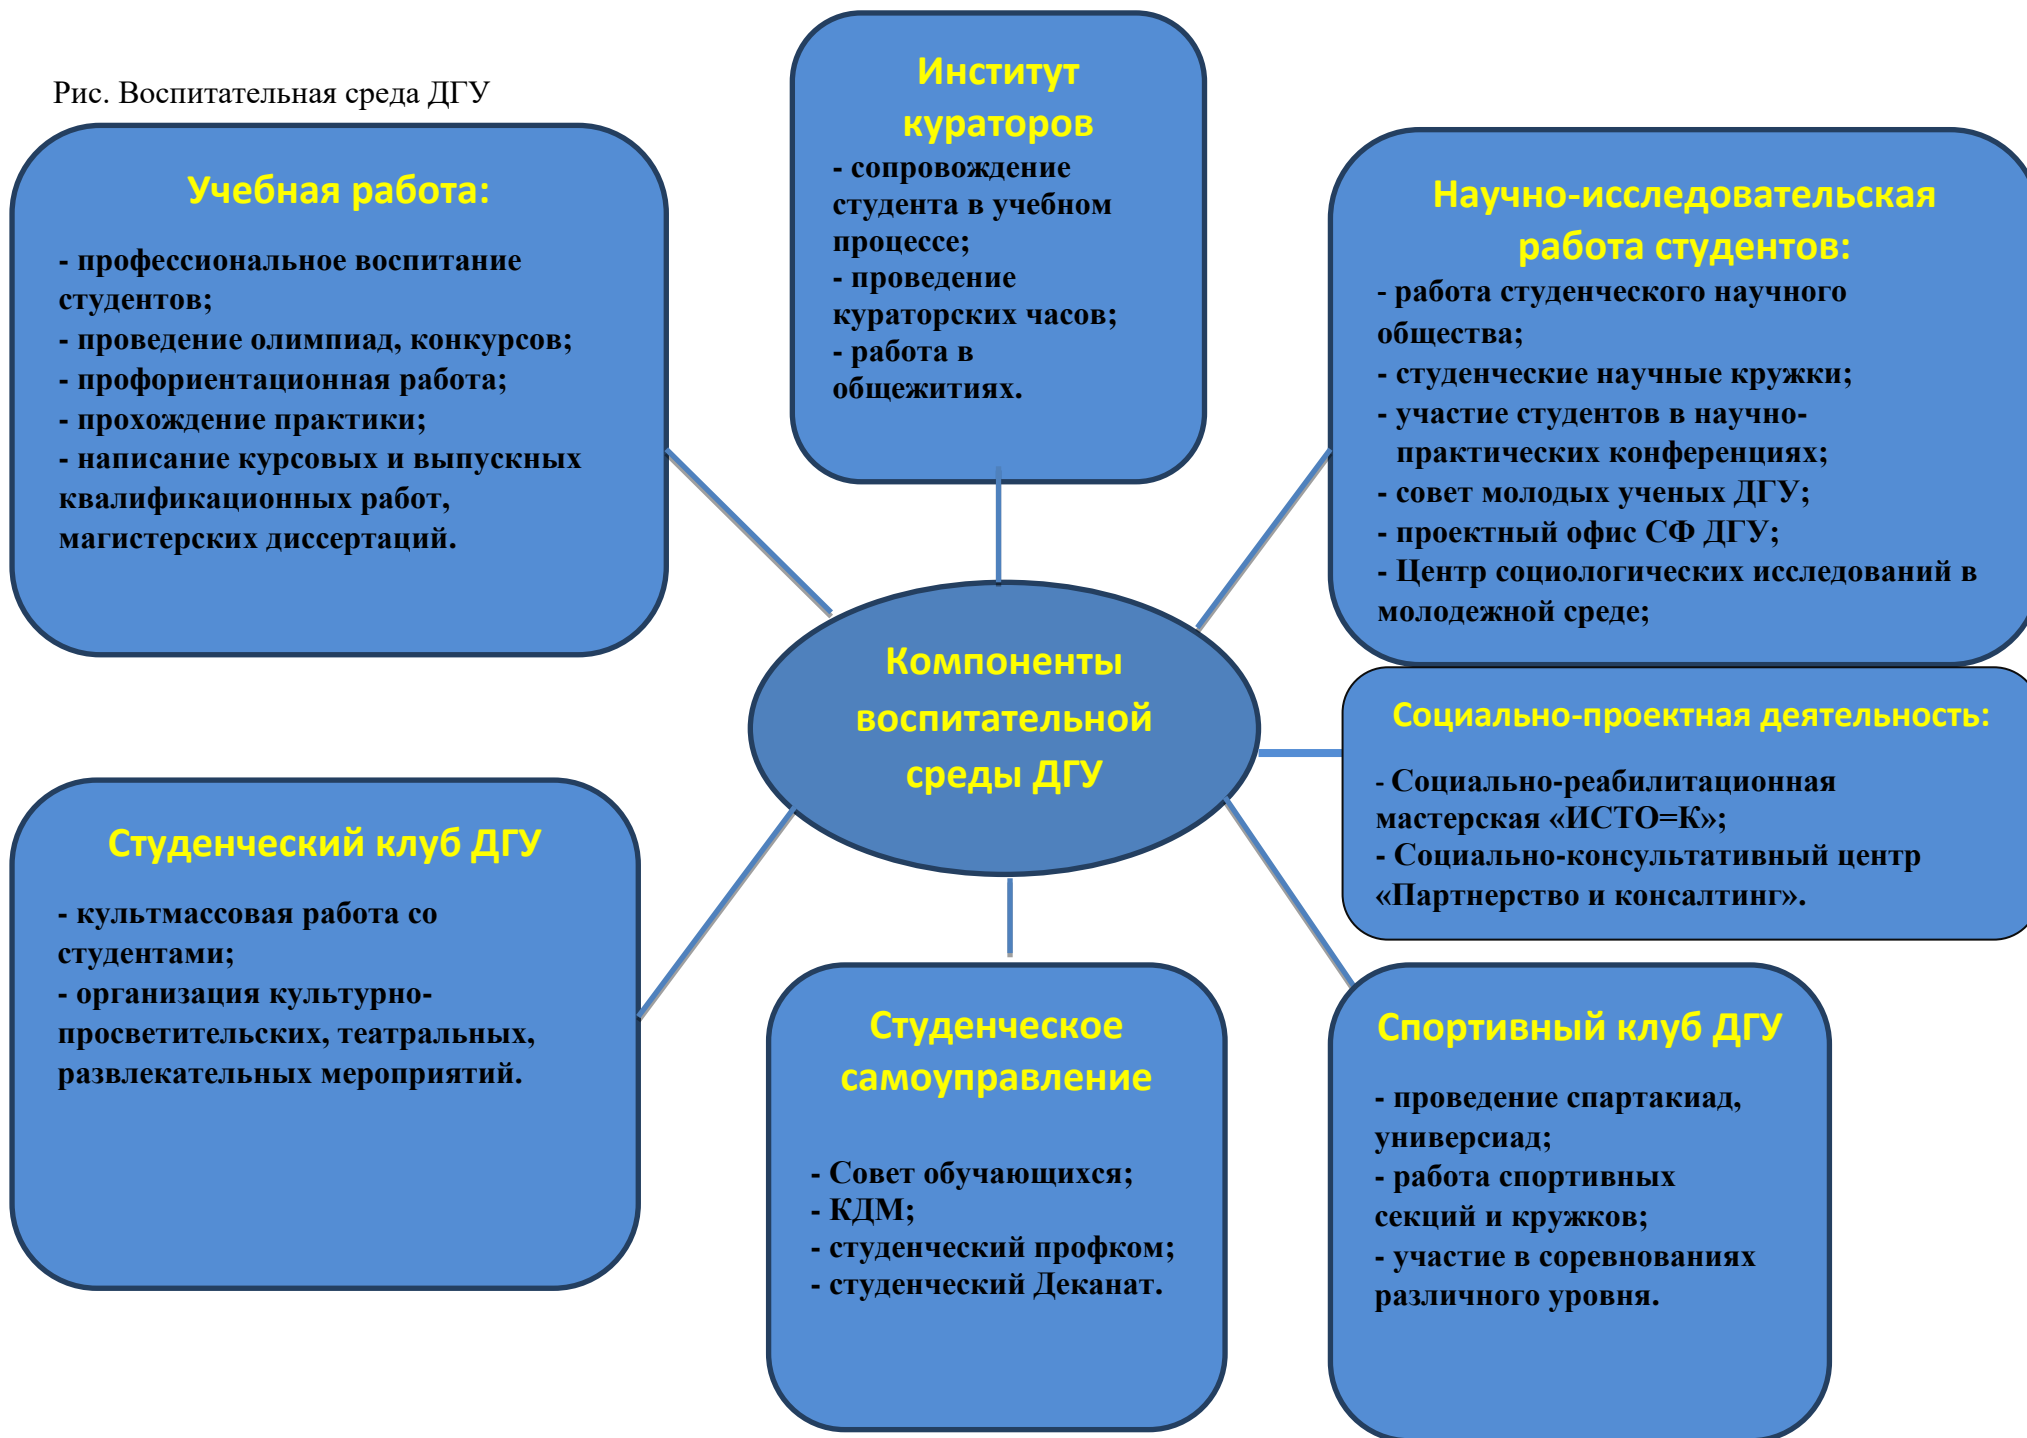 Рис. Воспитательная среда ДГУ
Учебная работа:
- профессиональное воспитание
студентов;
- проведение олимпиад, конкурсов;
- профориентационная работа;
- прохождение практики;
- написание курсовых и выпускных
квалификационных работ,
магистерских диссертаций.
Институт
кураторов
- сопровождение
студента в учебном
процессе;
- проведение
кураторских часов;
- работа в
общежитиях.
Научно-исследовательская
работа студентов:
- работа студенческого научного
общества;
- студенческие научные кружки;
- участие студентов в научно-
практических конференциях;
- совет молодых ученых ДГУ;
- проектный офис СФ ДГУ;
- Центр социологических исследований в
молодежной среде;
Компоненты
воспитательной
среды ДГУ
Социально-проектная деятельность:
- Социально-реабилитационная
мастерская «ИСТО=К»;
- Социально-консультативный центр
«Партнерство и консалтинг».
Студенческий клуб ДГУ
- культмассовая работа со
студентами;
- организация культурно-
просветительских, театральных,
развлекательных мероприятий.
Студенческое
самоуправление
- Совет обучающихся;
- КДМ;
- студенческий профком;
- студенческий Деканат.
Спортивный клуб ДГУ
- проведение спартакиад,
универсиад;
- работа спортивных
секций и кружков;
- участие в соревнованиях
различного уровня.